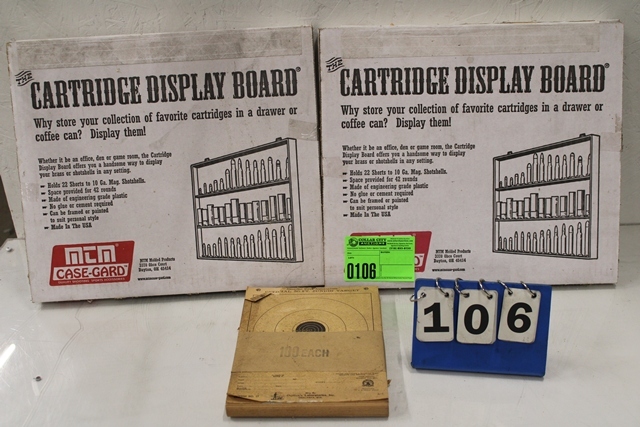 THE
CARTRIDGE DISPLAY BOARD®
Why store your collection of favorite cartridges in a drawer or
coffee can? Display them!
Whether it be an office, den or game room, the Cartridge
Display Board offers you a handsome way to display
your brass or shotshells in any setting.
Holds 22 Shorts to 10 Ga. Mag. Shotshells.
Space provided for 42 rounds
Made of engineering grade plastic
No glue or cement required
Can be framed or painted
to suit personal style
Made In The USA
MTM
CASE-GARD
MTM Molded Products
Dayton, OH 45414
THE
CARTRIDGE DISPLAY BOARD®
Why store your collection of favorite cartridges in a drawer or
coffee can? Display them!
Whether it be an office, den or game room, the Cartridge
Display Board offers you a handsome way to display
your brass or shotshells in any setting.
Holds 22 Shorts to 10 Ga. Mag. Shotshells.
Space provided for 42 rounds
Made of engineering grade plastic
No glue or cement required
Can be framed or painted
to suit personal style
Made In The USA
MTM Molded Products
Dayton, OH 45414
COLLAR CITY
AUCTIONS
0106
100 EACH
106